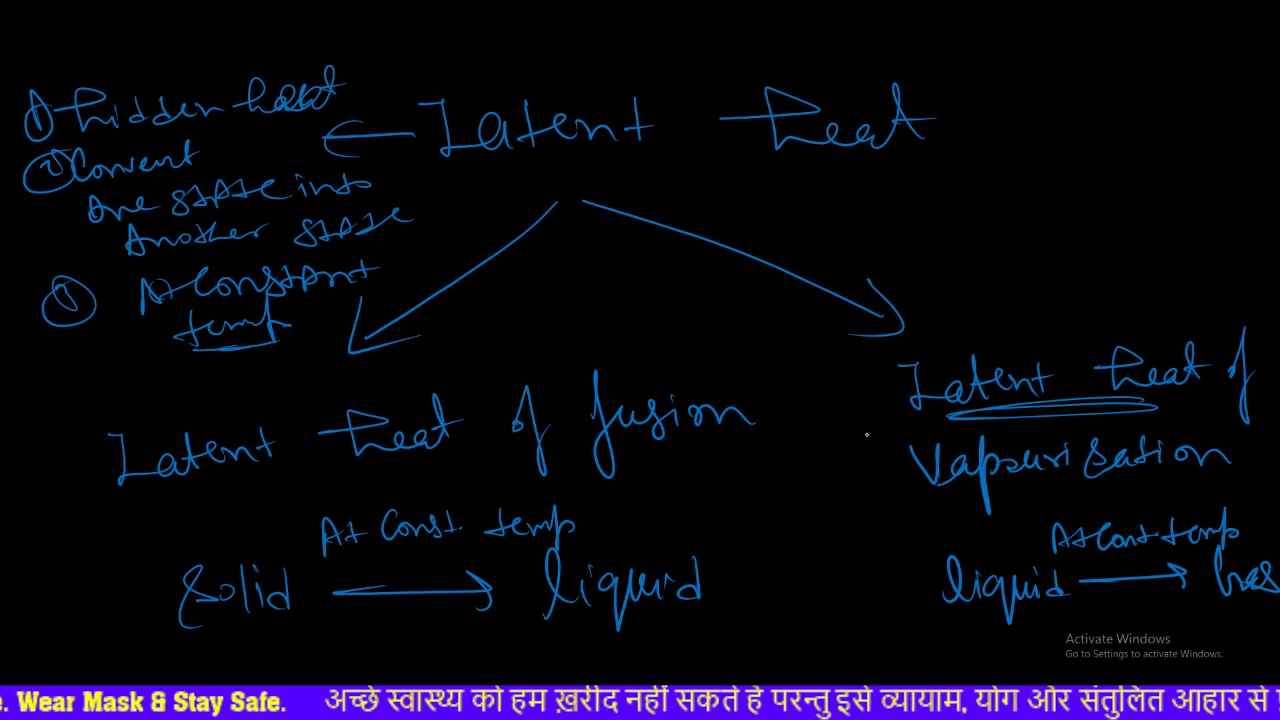 Latent heat
① hidden heat
② Convert
One state into
Another state
① At Constant
temp
Latent heat of fusion
At Const. temp
Solid → liquid
Latent heat of
Vapourisation
At Const. temp
liquid → Gas
Activate Windows
Go to Settings to activate Windows.
e. Wear Mask & Stay Safe. अच्छे स्वास्थ्य को हम ख़रीद नहीं सकते है परन्तु इसे व्यायाम, योग और संतुलित आहार से